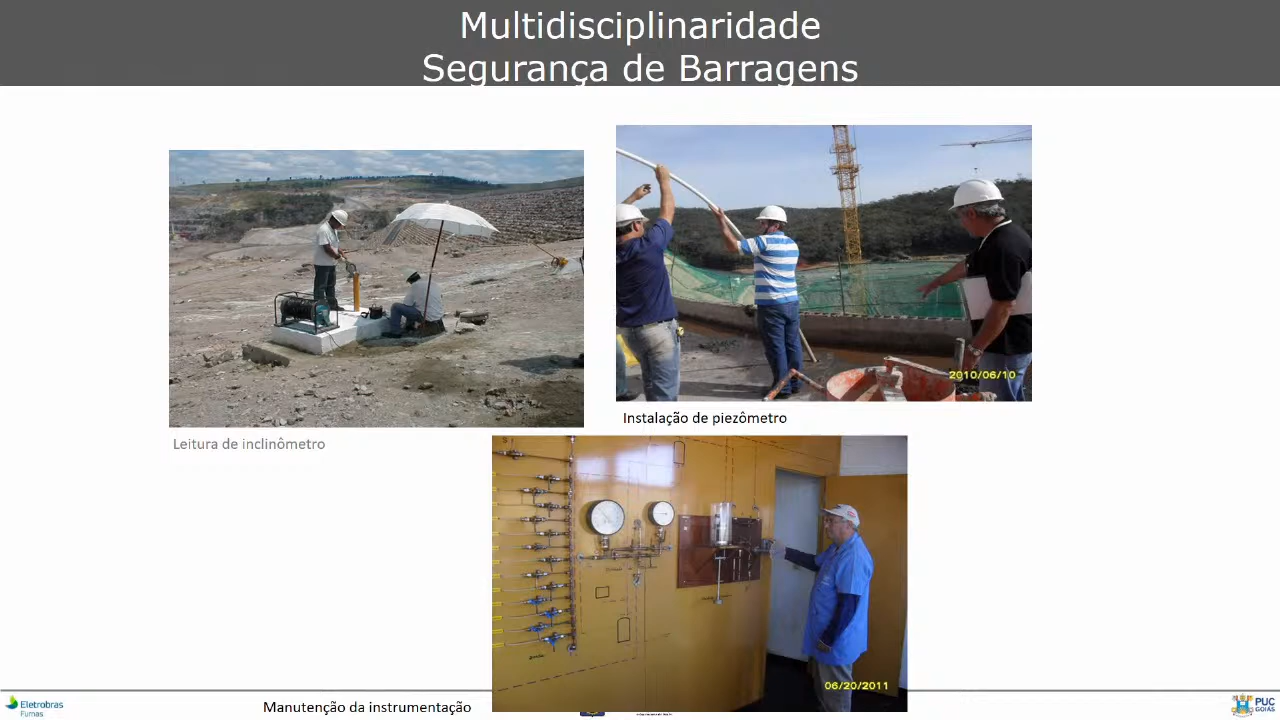 Multidisciplinaridade
Segurança de Barragens
2010/06/10
Instalação de piezômetro
Leitura de inclinômetro
06/20/2011
Manutenção da instrumentação
Eletrobras
Furnas
PUC
GOIÁS